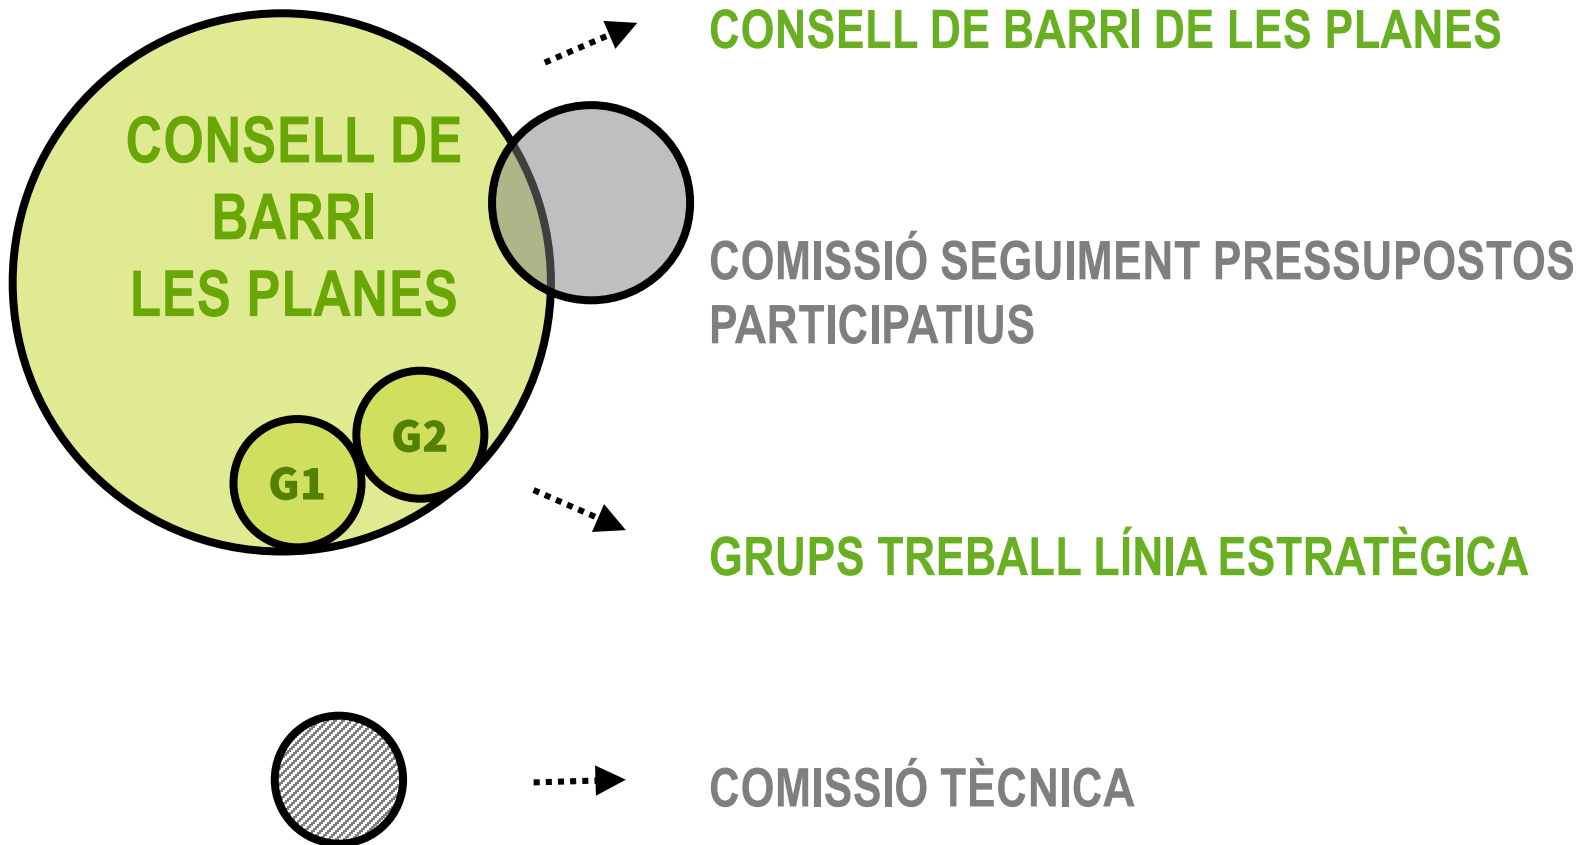 CONSELL DE
BARRI
LES PLANES
G1
G2
CONSELL DE BARRI DE LES PLANES
COMISSIÓ SEGUIMENT PRESSUPOSTOS
PARTICIPATIUS
GRUPS TREBALL LÍNIA ESTRATÈGICA
COMISSIÓ TÈCNICA